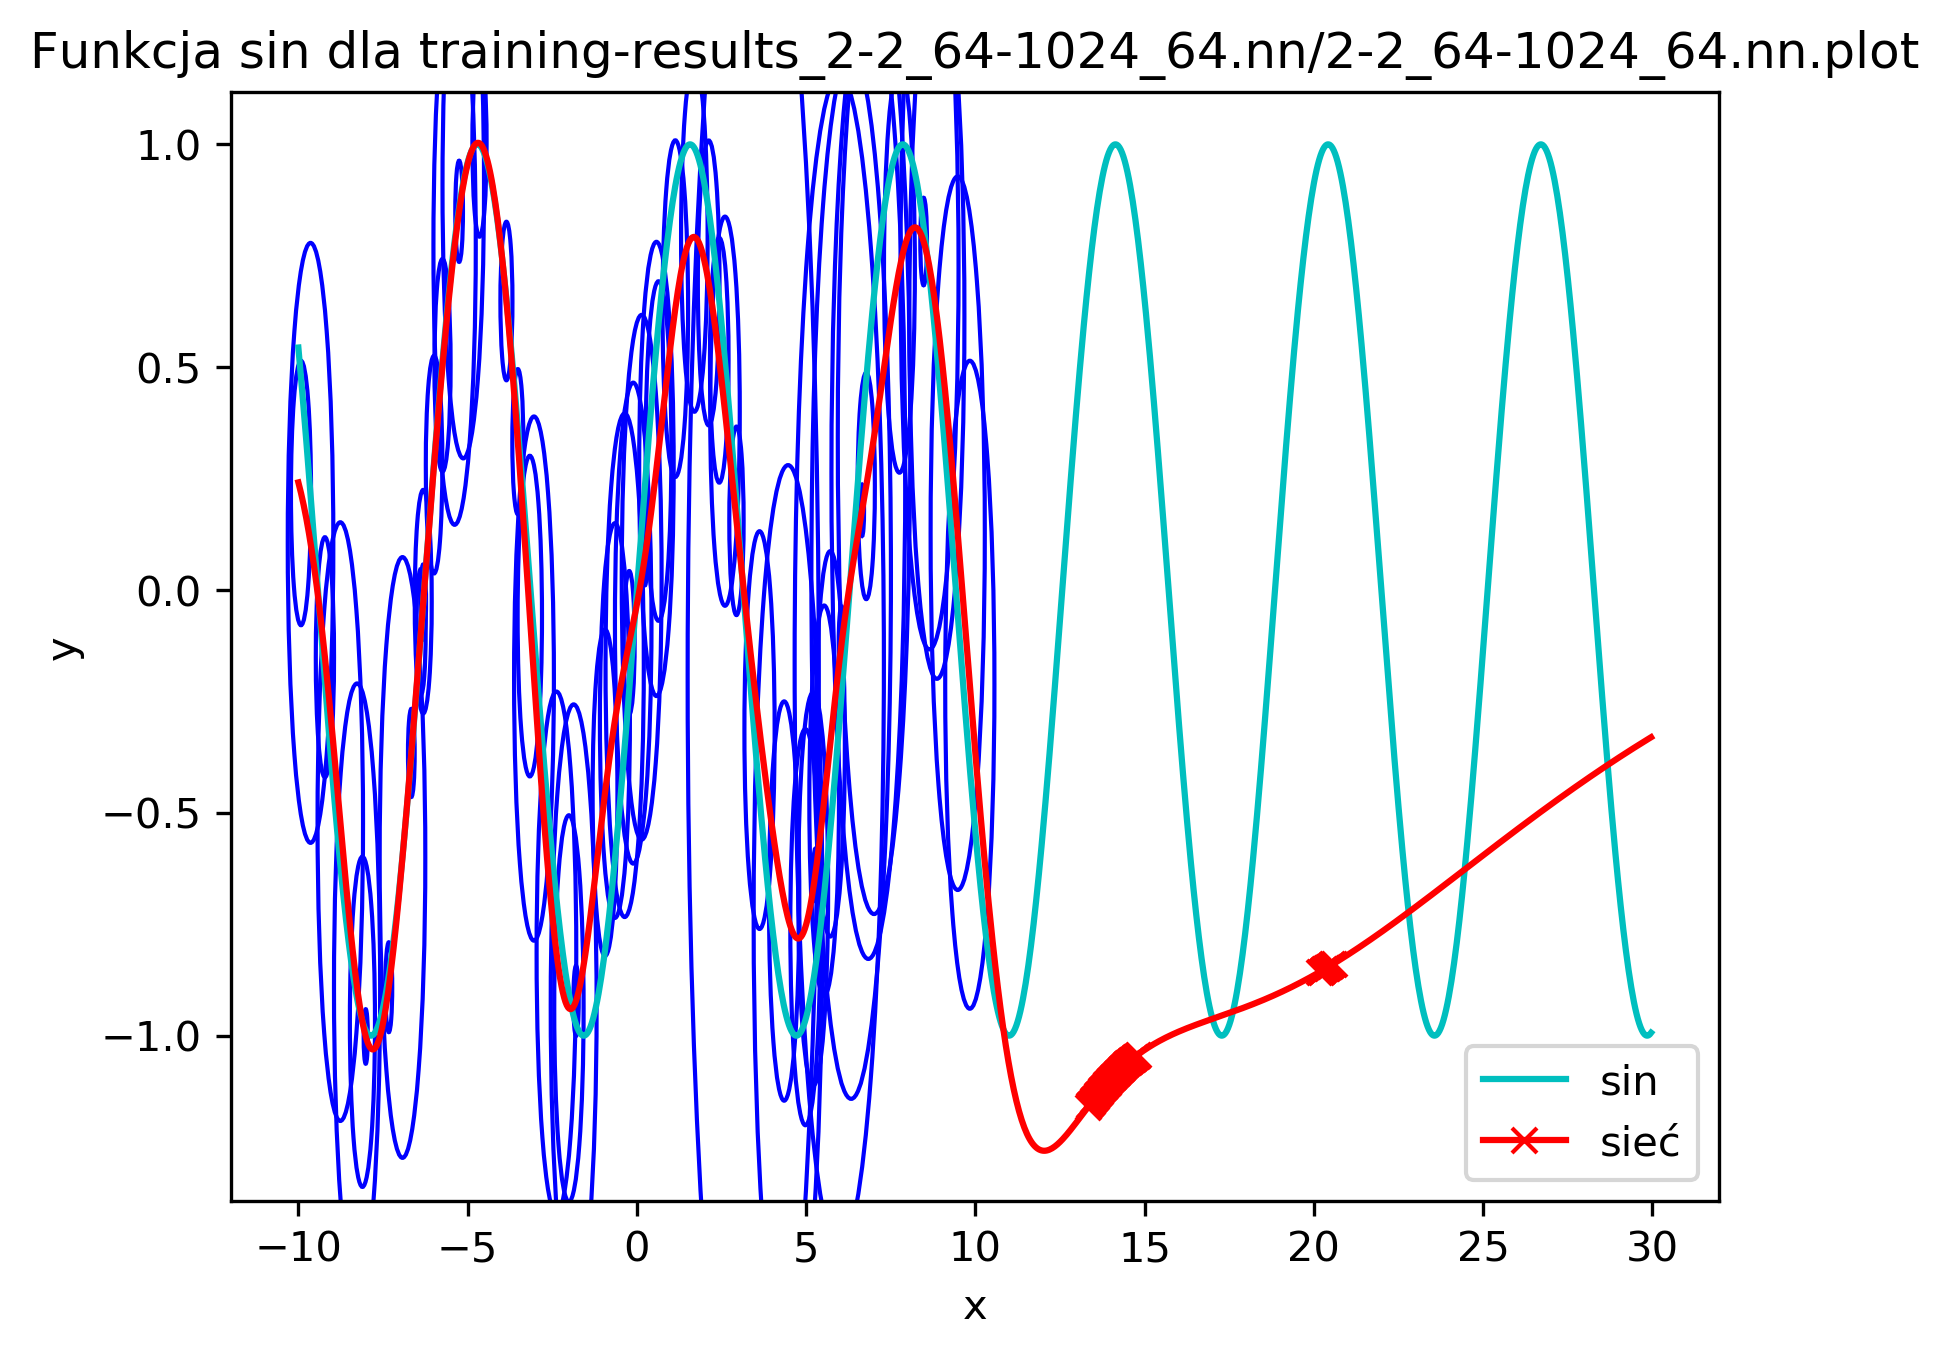 Funkcja sin dla training-results_2-2_64-1024_64.nn/2-2_64-1024_64.nn.plot
1.0
0.5
0.0
−0.5
−1.0
y
−10 −5 0 5 10 15 20 25 30
x
sin
sieć